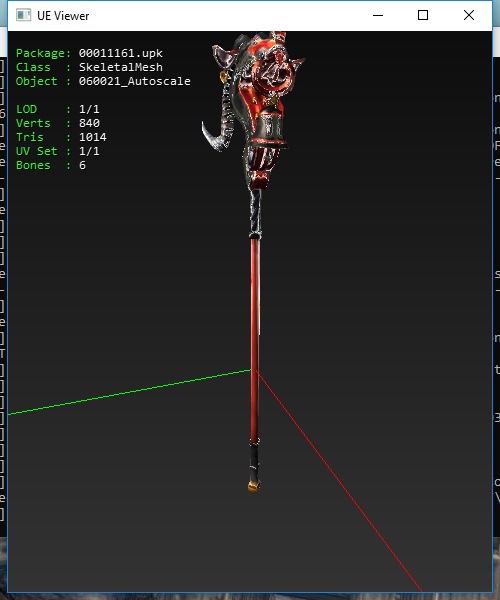 UE Viewer
Package: 00011161.upk
Class  : SkeletalMesh
Object : 060021_Autoscale
LOD    : 1/1
Verts  : 840
Tris   : 1014
UV Set : 1/1
Bones  : 6